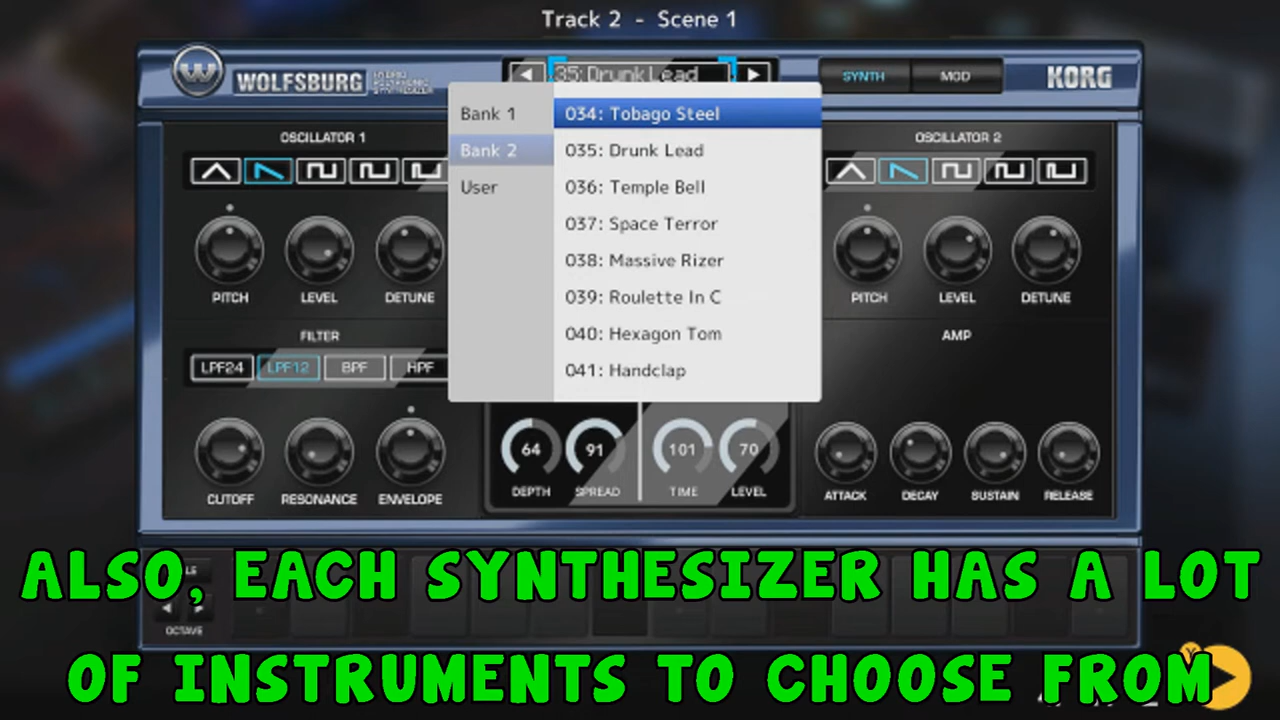 Track 2 - Scene 1
W
WOLFSBURG
HYBRID
POLYPHONIC
SYNTHESIZER
35: Drunk Lead
SYNTH
MOD
KORG
Bank 1
Bank 2
User
034: Tobago Steel
035: Drunk Lead
036: Temple Bell
037: Space Terror
038: Massive Rizer
039: Roulette In C
040: Hexagon Tom
041: Handclap
OSCILLATOR 1
PITCH
LEVEL
DETUNE
FILTER
LPF24
LPF12
BPF
HPF
CUTOFF
RESONANCE
ENVELOPE
64
91
101
70
DEPTH
SPREAD
TIME
LEVEL
OSCILLATOR 2
PITCH
LEVEL
DETUNE
AMP
ATTACK
DECAY
SUSTAIN
RELEASE
OCTAVE
ALSO, EACH SYNTHESIZER HAS A LOT
OF INSTRUMENTS TO CHOOSE FROM